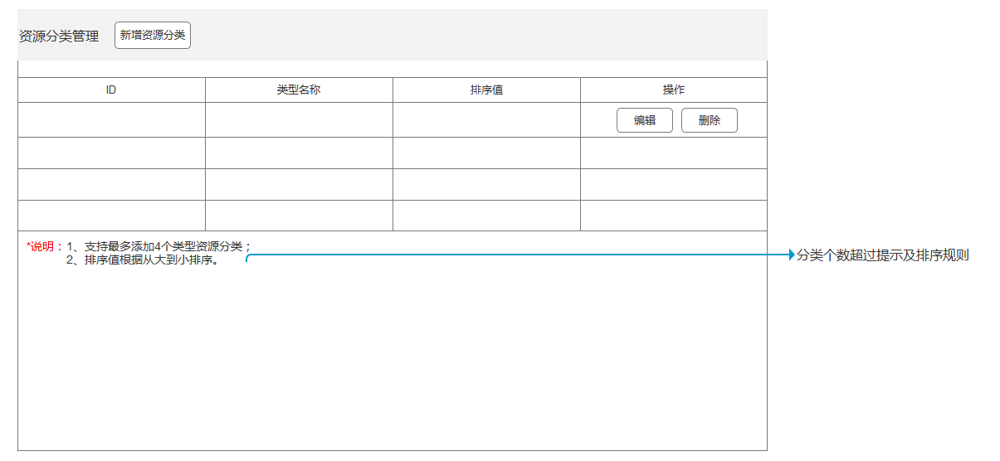 资源分类管理 新增资源分类
ID 类型名称 排序值 操作
编辑 删除
*说明：1、支持最多添加4个类型资源分类；
2、排序值根据从大到小排序。
分类个数超过提示及排序规则